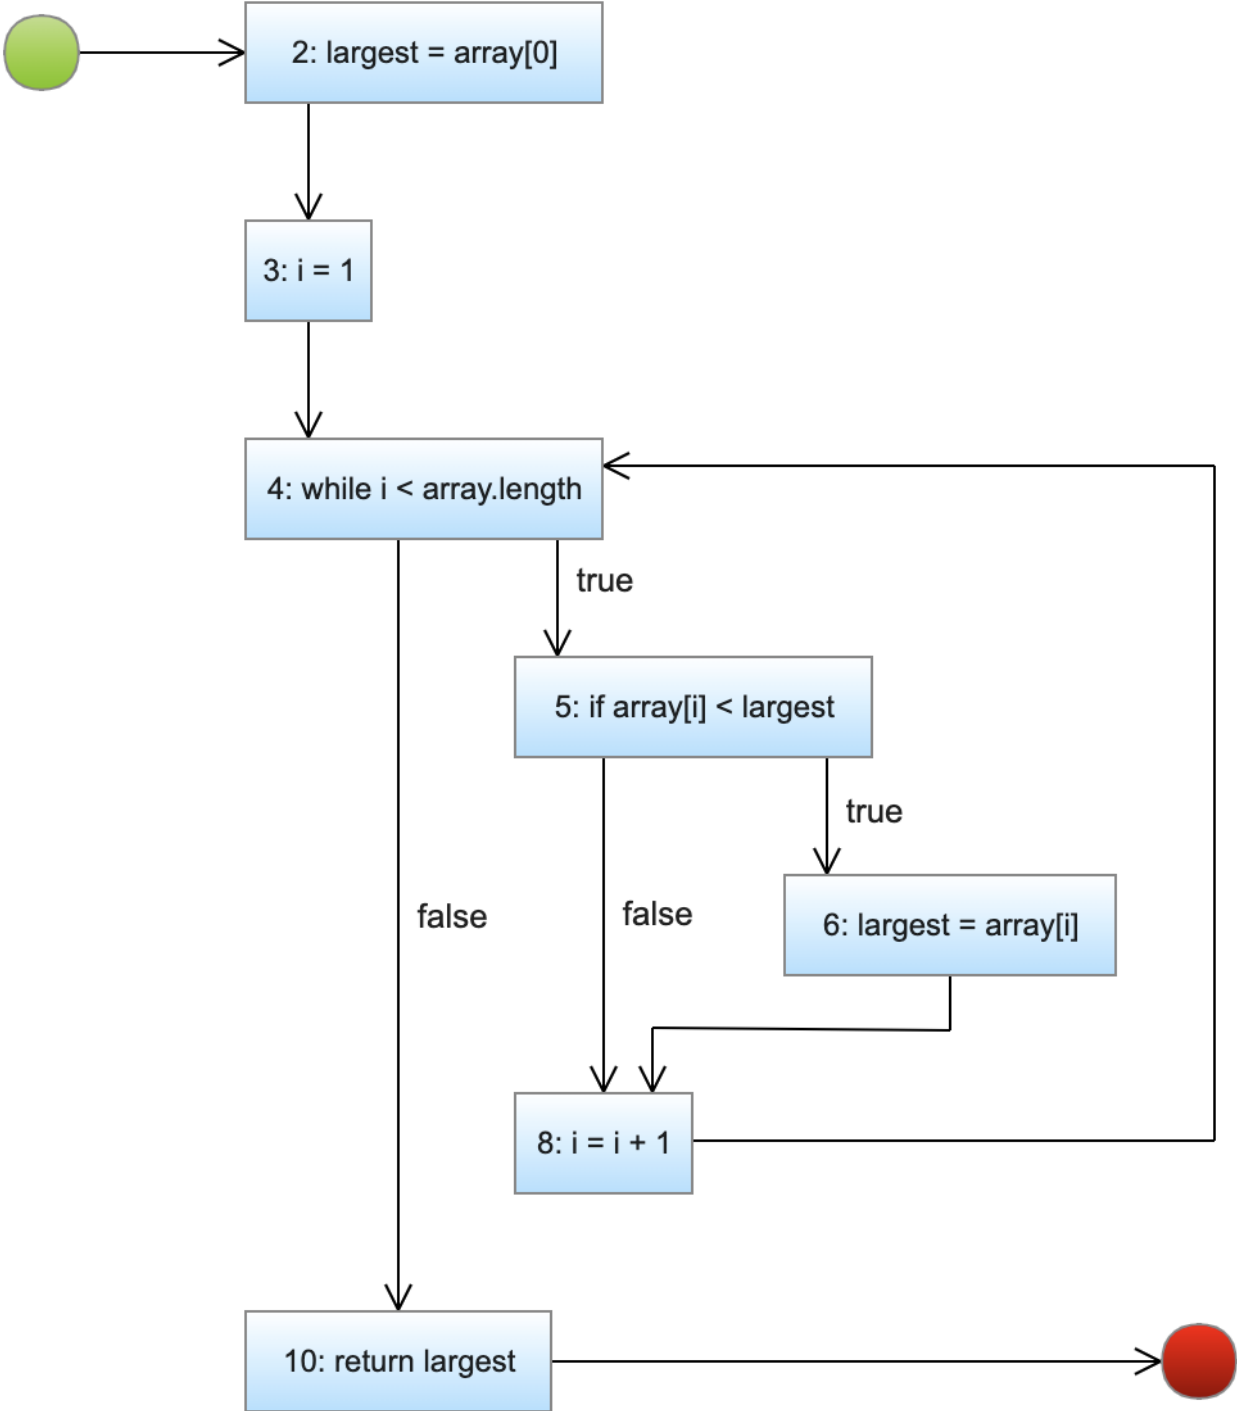 2: largest = array[0]
3: i = 1
4: while i < array.length
true
5: if array[i] < largest
true
false
false
6: largest = array[i]
8: i = i + 1
10: return largest